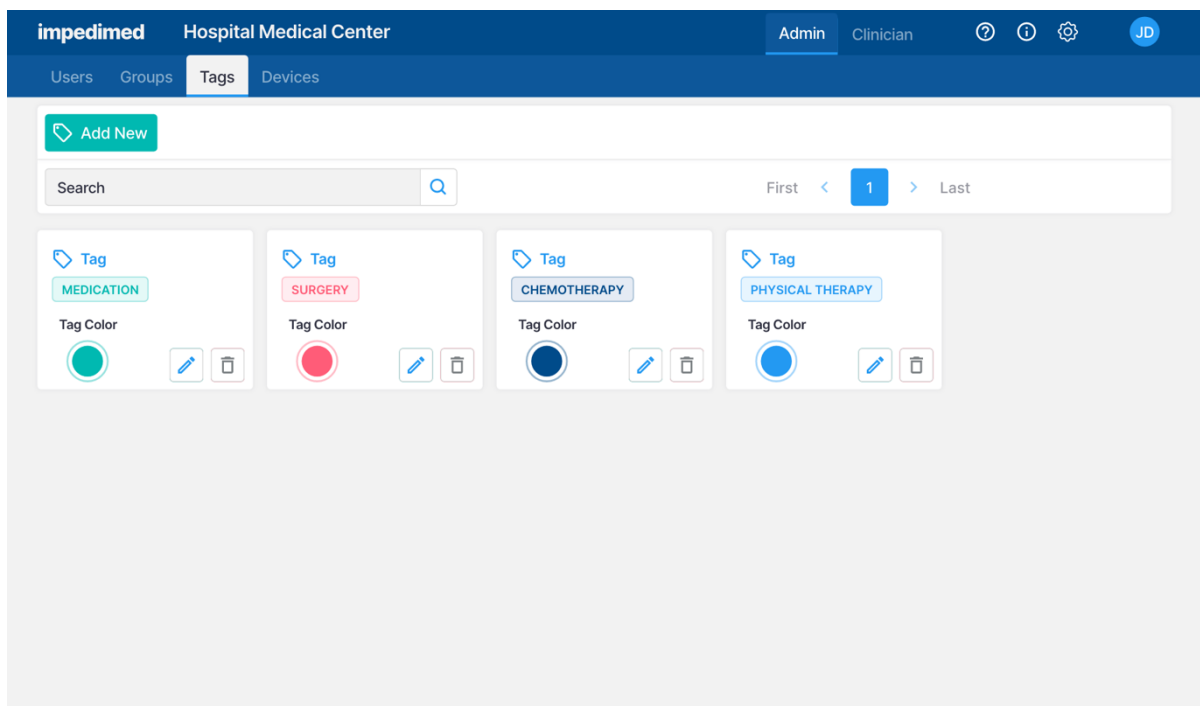 impedimed Hospital Medical Center Admin Clinician JD
Users Groups Tags Devices
Add New
Search First 1 Last
Tag Tag Tag Tag
MEDICATION SURGERY CHEMOTHERAPY PHYSICAL THERAPY
Tag Color Tag Color Tag Color Tag Color